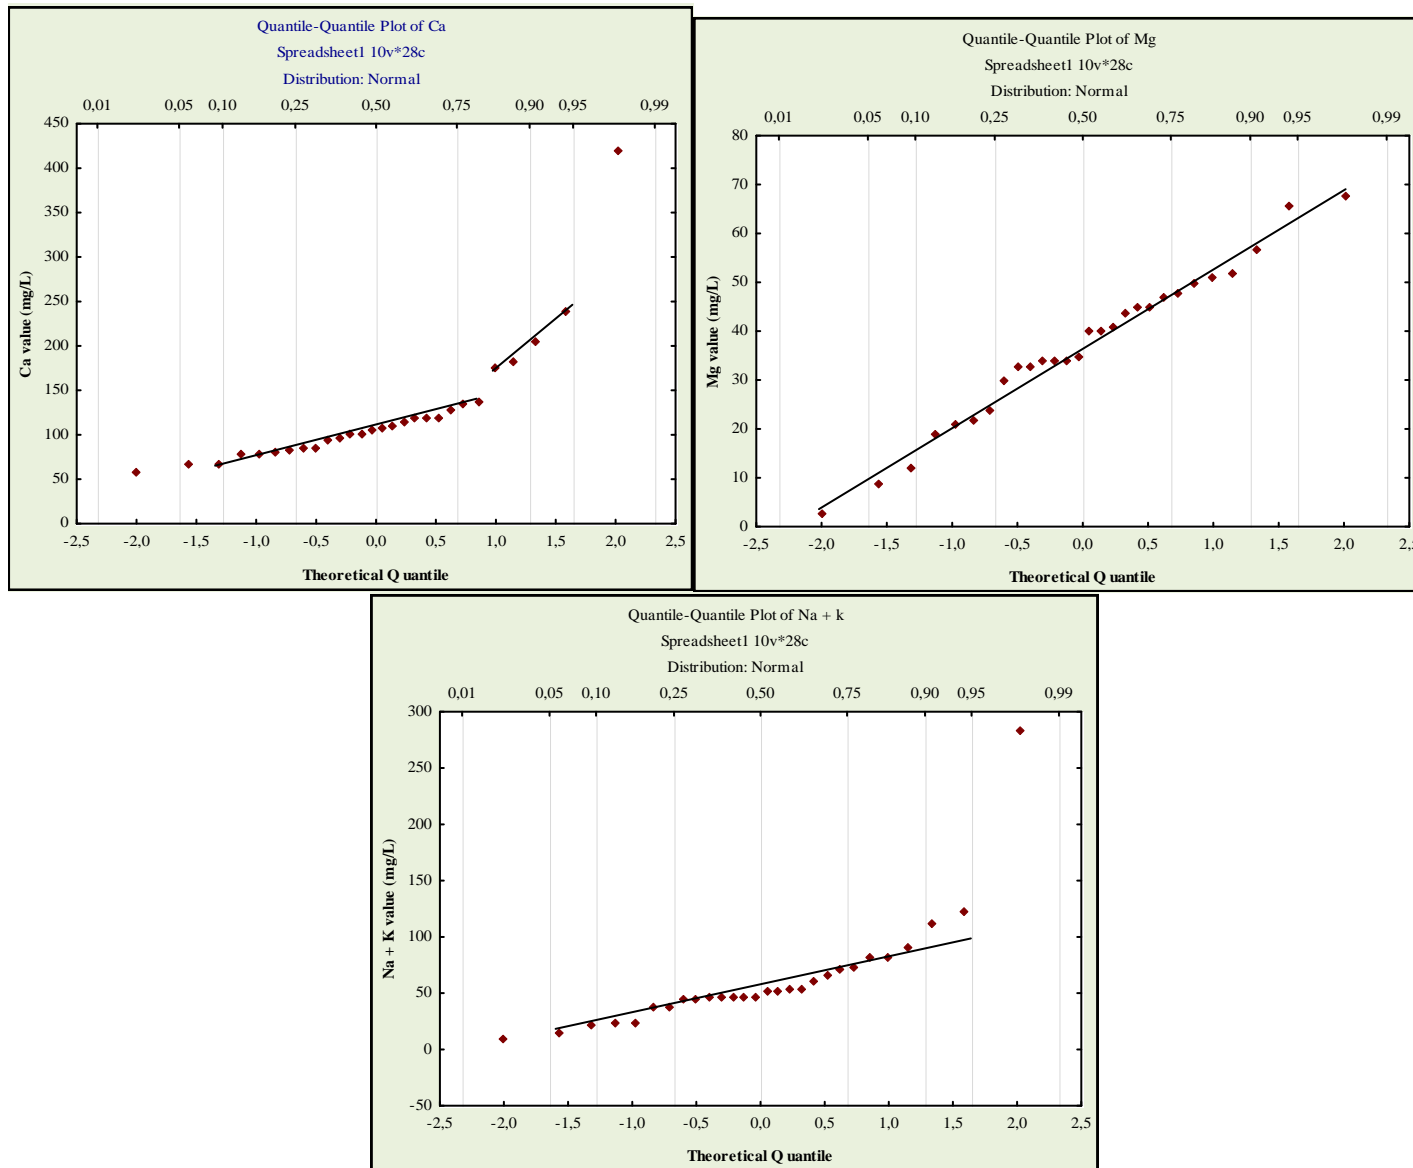 Quantile-Quantile Plot of Ca
Spreadsheet1 10v*28c
Distribution: Normal
0,01 0,05 0,10 0,25 0,50 0,75 0,90 0,95 0,99
450
400
350
300
250
200
150
100
50
0
Ca value (mg/L)
-2,5 -2,0 -1,5 -1,0 -0,5 0,0 0,5 1,0 1,5 2,0 2,5
Theoretical Q uantile
Quantile-Quantile Plot of Mg
Spreadsheet1 10v*28c
Distribution: Normal
0,01 0,05 0,10 0,25 0,50 0,75 0,90 0,95 0,99
80
70
60
50
40
30
20
10
0
Mg value (mg/L)
-2,5 -2,0 -1,5 -1,0 -0,5 0,0 0,5 1,0 1,5 2,0 2,5
Theoretical Q uantile
Quantile-Quantile Plot of Na + k
Spreadsheet1 10v*28c
Distribution: Normal
0,01 0,05 0,10 0,25 0,50 0,75 0,90 0,95 0,99
300
250
200
150
100
50
0
-50
Na + K value (mg/L)
-2,5 -2,0 -1,5 -1,0 -0,5 0,0 0,5 1,0 1,5 2,0 2,5
Theoretical Q uantile